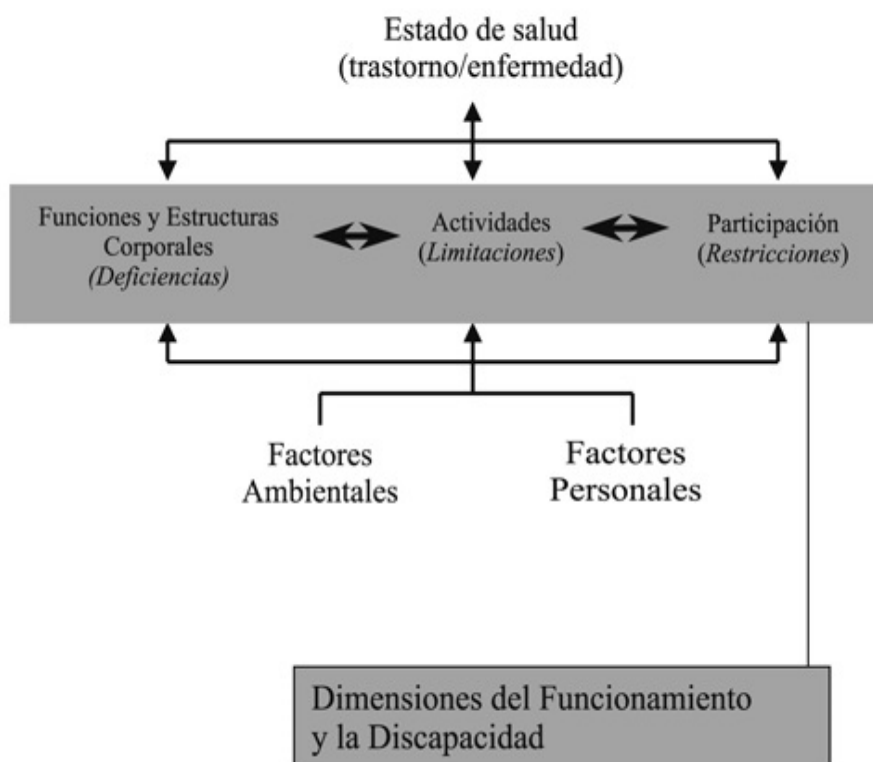 Estado de salud
(trastorno/enfermedad)
Funciones y Estructuras
Corporales
(Deficiencias)
Actividades
(Limitaciones)
Participación
(Restricciones)
Factores
Ambientales
Factores
Personales
Dimensiones del Funcionamiento
y la Discapacidad